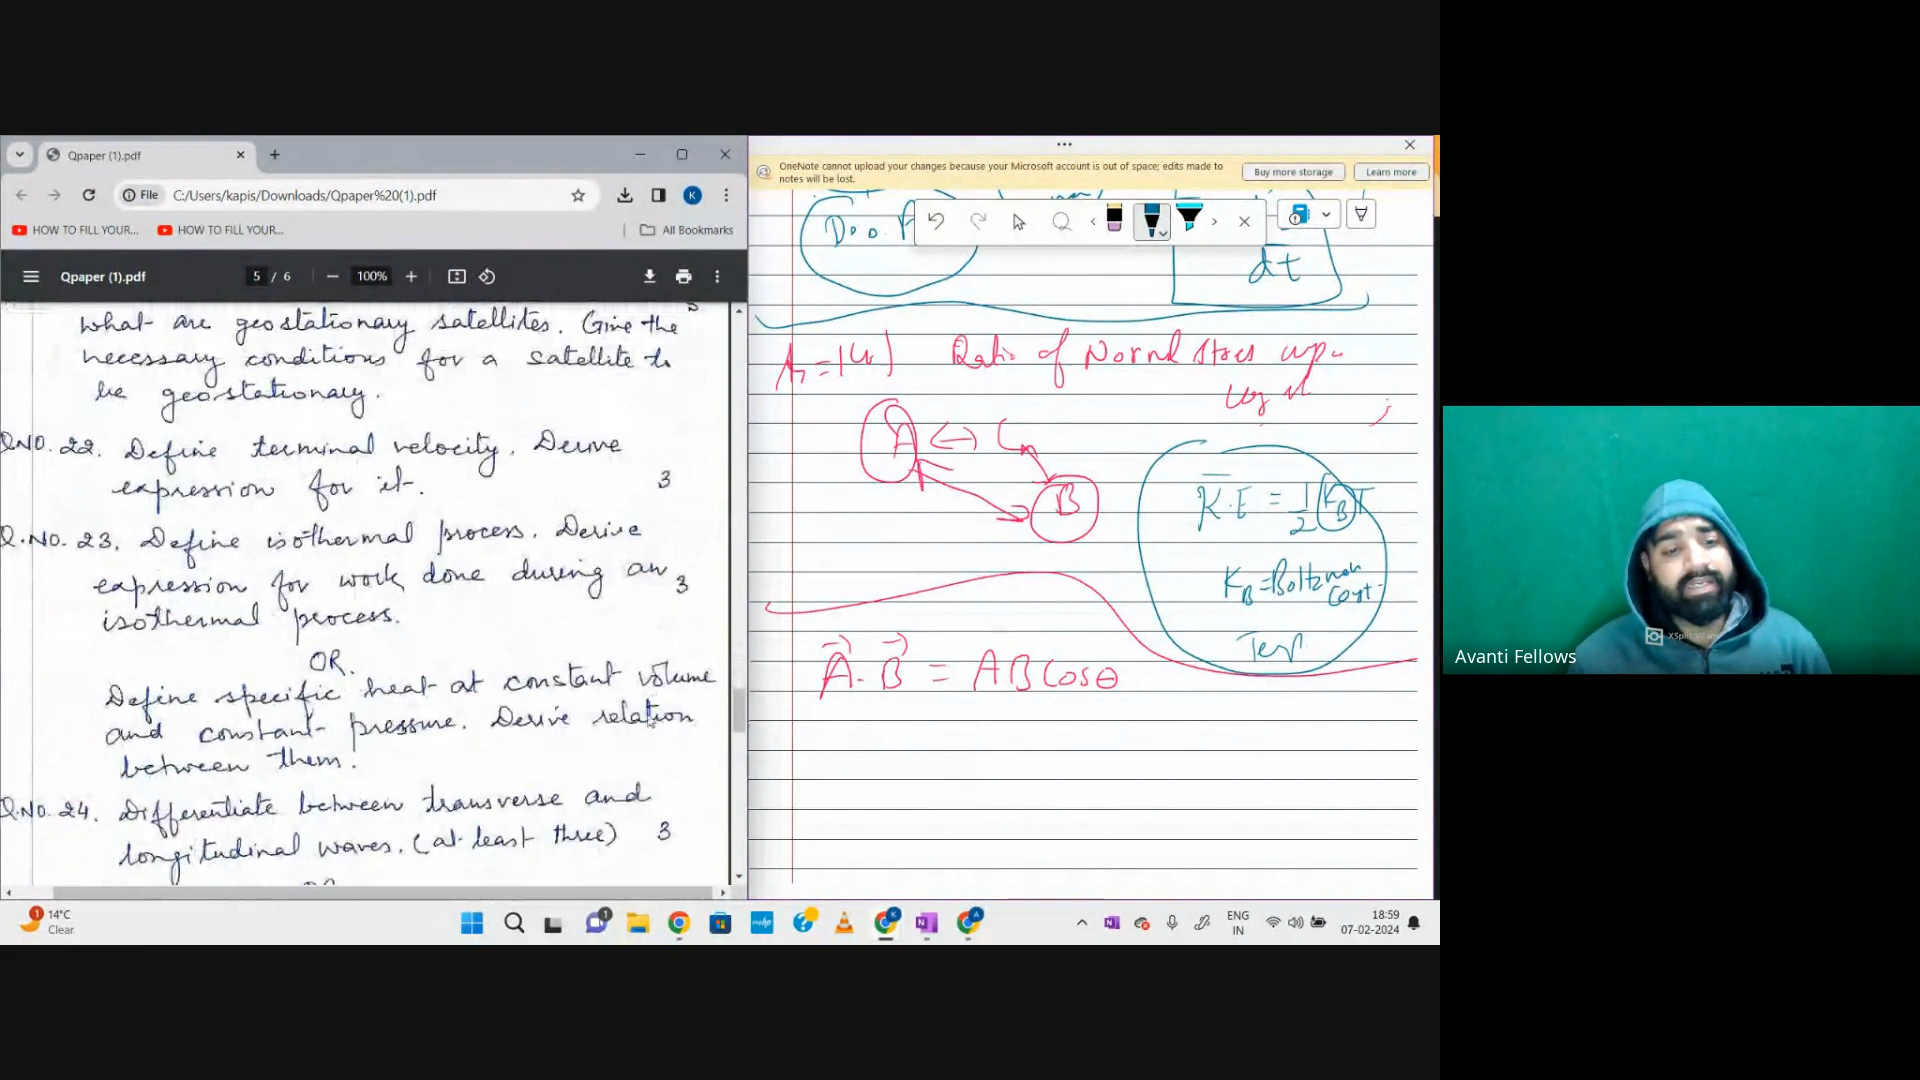 Qpaper (1).pdf
File
C:/Users/kapis/Downloads/Qpaper%20(1).pdf
K
HOW TO FILL YOUR...
HOW TO FILL YOUR...
All Bookmarks
Qpaper (1).pdf
5 / 6
100%
What are geostationary satellites. Give the
necessary conditions for a satellite to
be geostationary.
Q.NO. 22. Define terminal velocity. Derive
expression for it. 3
Q.NO. 23. Define isothermal process. Derive
expression for work done during an 3
isothermal process.
OR.
Define specific heat at constant volume
and constant pressure. Derive relation
between them.
Q.NO. 24. Differentiate between transverse and
longitudinal waves. (at least three) 3
OneNote cannot upload your changes because your Microsoft account is out of space; edits made to
notes will be lost.
Buy more storage
Learn more
dt
Ratio of Normal stress
A
B
K.E = 1/2 KB T
KB = Boltzman
Const.
Temp
A.B = AB Cosθ
XSplit
Avanti Fellows
1
14°C
Clear
1
ENG
IN
18:59
07-02-2024